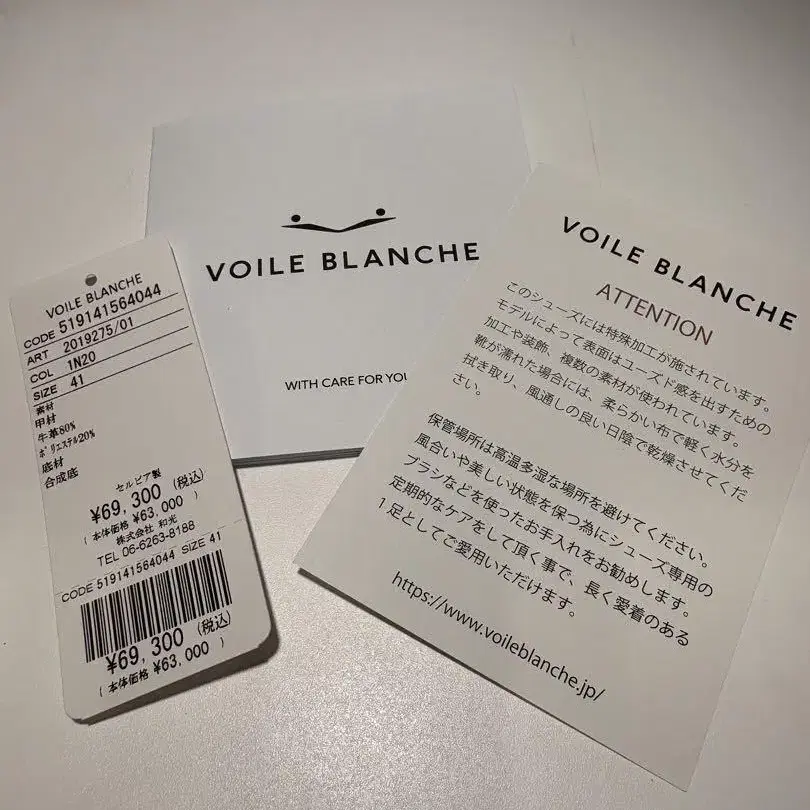 VOILE BLANCHE
CODE 519141564044
ART 2019275/01
COL 1N20
SIZE 41
素材
甲材
牛革80%
ポリエステル20%
底材
合成底
セルビア製
¥69,300 (税込)
( 本体価格 ¥63,000 )
株式会社 和光
TEL 06-6263-8188
CODE 519141564044 SIZE 41
¥69,300 (税込)
( 本体価格 ¥63,000 )
VOILE BLANCHE
WITH CARE FOR YOU
VOILE BLANCHE
ATTENTION
このシューズには特殊加工が施されています。
モデルによって表面はユーズド感を出すための
加工や装飾、複数の素材が使われています。
靴が濡れた場合には、柔らかい布で軽く水分を
拭き取り、風通しの良い日陰で乾燥させてくだ
さい。
保管場所は高温多湿な場所を避けてください。
風合いや美しい状態を保つ為にシューズ専用の
ブラシなどを使ったお手入れをお勧めします。
定期的なケアをして頂く事で、長く愛着のある
1足としてご愛用いただけます。
https://www.voileblanche.jp/